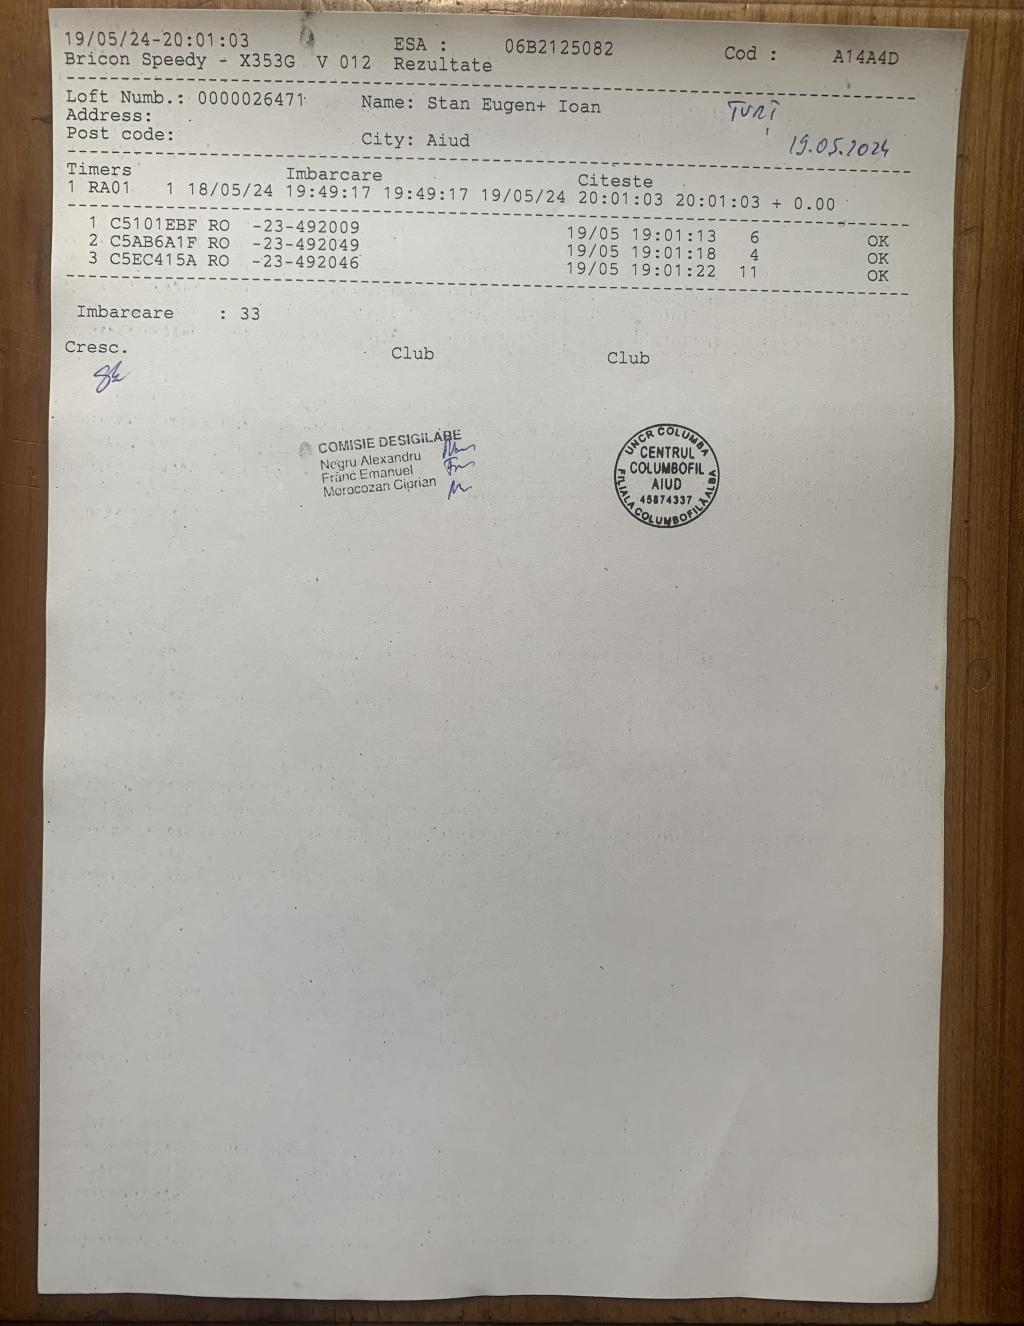 19/05/24-20:01:03 ESA : 06B2125082 Cod : A14A4D
Bricon Speedy - X353G V 012 Rezultate
Loft Numb.: 0000026471 Name: Stan Eugen+ Ioan TURȚ
Address:
Post code: City: Aiud 19.05.2024
Timers Imbarcare Citeste
1 RA01 1 18/05/24 19:49:17 19:49:17 19/05/24 20:01:03 20:01:03 + 0.00
1 C5101EBF RO -23-492009 19/05 19:01:13 6 OK
2 C5AB6A1F RO -23-492049 19/05 19:01:18 4 OK
3 C5EC415A RO -23-492046 19/05 19:01:22 11 OK
Imbarcare : 33
Cresc. Club Club
COMISIE DESIGILARE
Negru Alexandru
Franc Emanuel
Morocozan Ciprian
UNCR COLUMBA
CENTRUL
COLUMBOFIL
AIUD
45874337
FILIALA COLUMBOFILĂ ALBA